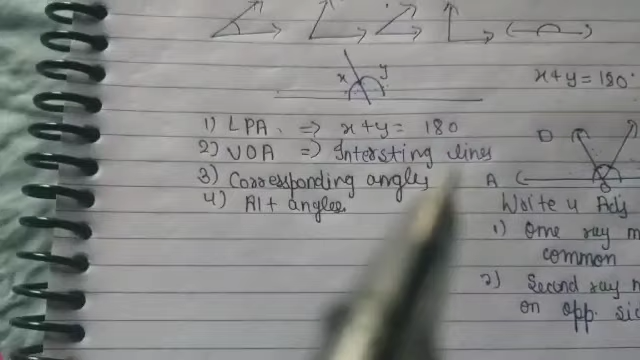 x y
x+y = 180°
1) LPA. => x+y = 180
2) VOA => Intersting lines
3) Corresponding angles
4) Alt angles
D
A
O
Write 4 Adj
1) One ray
common
2) Second ray
on opp.